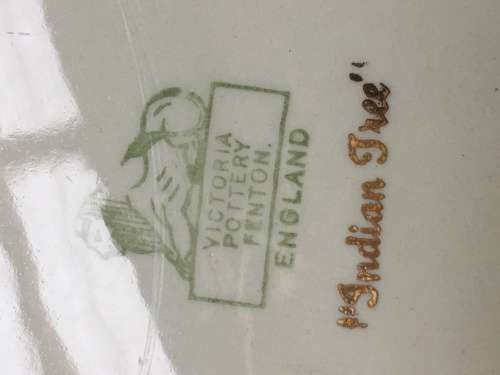 VICTORIA
POTTERY
FENTON.
ENGLAND
"Indian Tree"